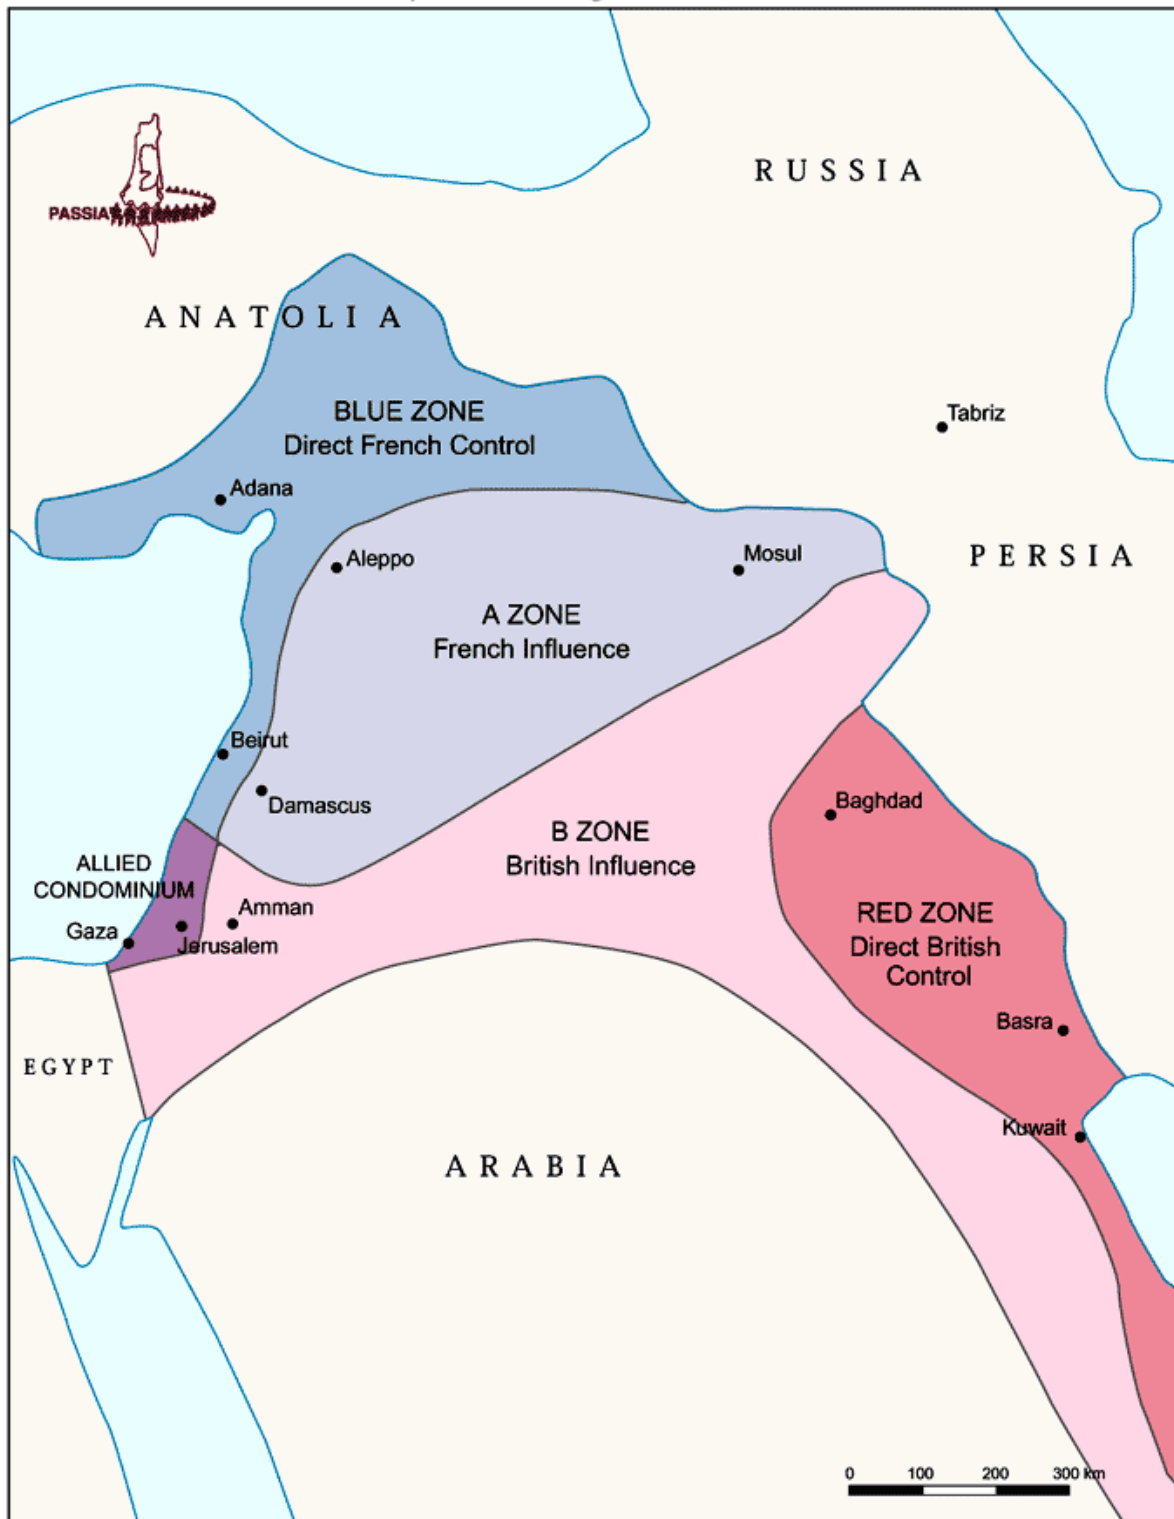 RUSSIA
PASSIA
ANATOLIA
BLUE ZONE
Direct French Control
Tabriz
Adana
Aleppo
Mosul
PERSIA
A ZONE
French Influence
Beirut
Damascus
Baghdad
B ZONE
British Influence
ALLIED
CONDOMINIUM
Amman
Gaza
Jerusalem
RED ZONE
Direct British
Control
Basra
EGYPT
Kuwait
ARABIA
0 100 200 300 km